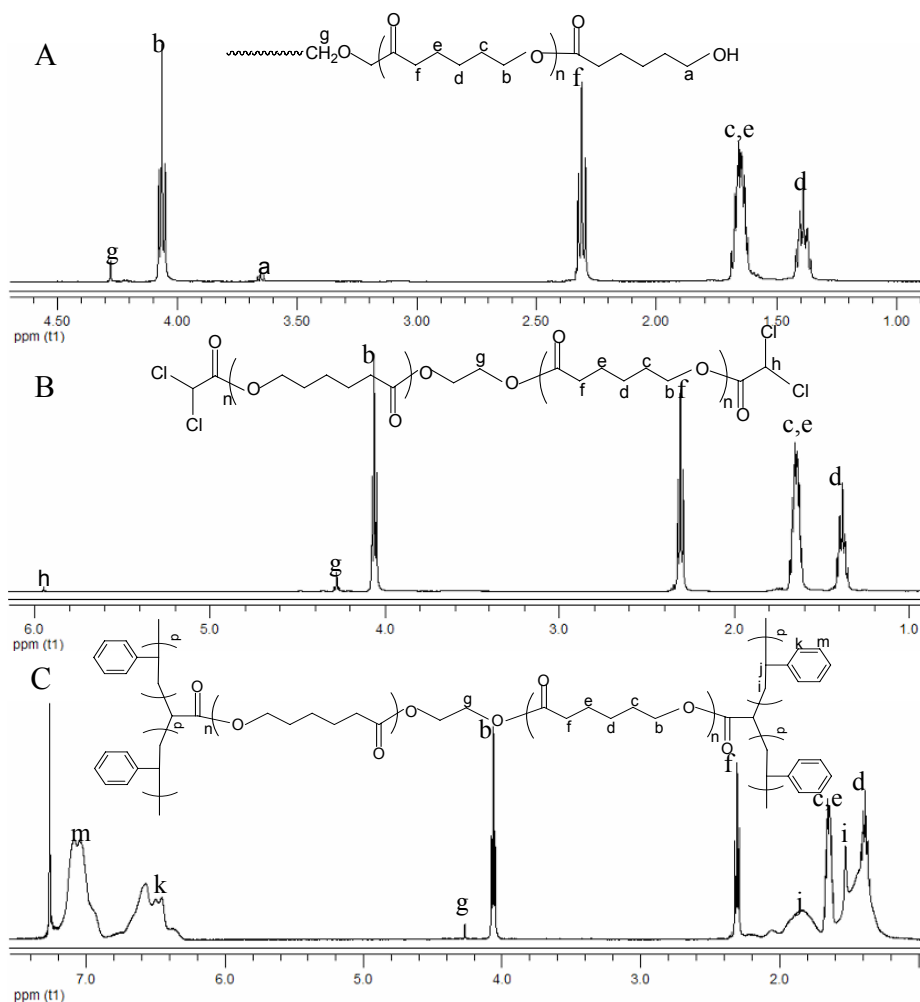 A
b
g
CH₂O
O
f
e
d
c
b
O
n
O
a
OH
f
c,e
d
g
a
4.50 4.00 3.50 3.00 2.50 2.00 1.50 1.00
ppm (t1)
B
Cl
Cl
O
n
O
O
b
O
g
O
O
f
e
d
c
b
O
n
O
Cl
h
Cl
f
c,e
d
h
g
6.0 5.0 4.0 3.0 2.0 1.0
ppm (t1)
C
p
p
O
n
O
O
O
g
O
O
f
e
d
c
b
O
n
O
p
k
m
j
i
p
b
f
c,e
i
d
m
k
g
j
7.0 6.0 5.0 4.0 3.0 2.0 1.0
ppm (t1)